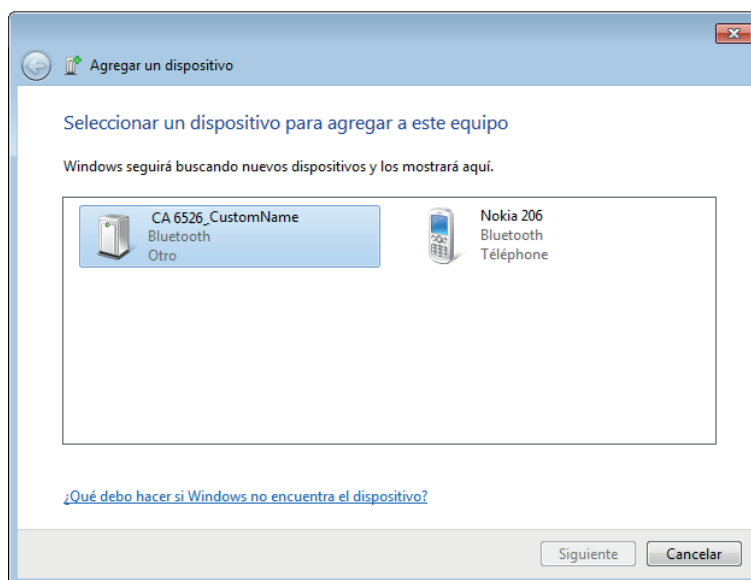 Agregar un dispositivo
Seleccionar un dispositivo para agregar a este equipo
Windows seguirá buscando nuevos dispositivos y los mostrará aquí.
CA 6526_CustomName
Bluetooth
Otro
Nokia 206
Bluetooth
Téléphone
¿Qué debo hacer si Windows no encuentra el dispositivo?
Siguiente
Cancelar